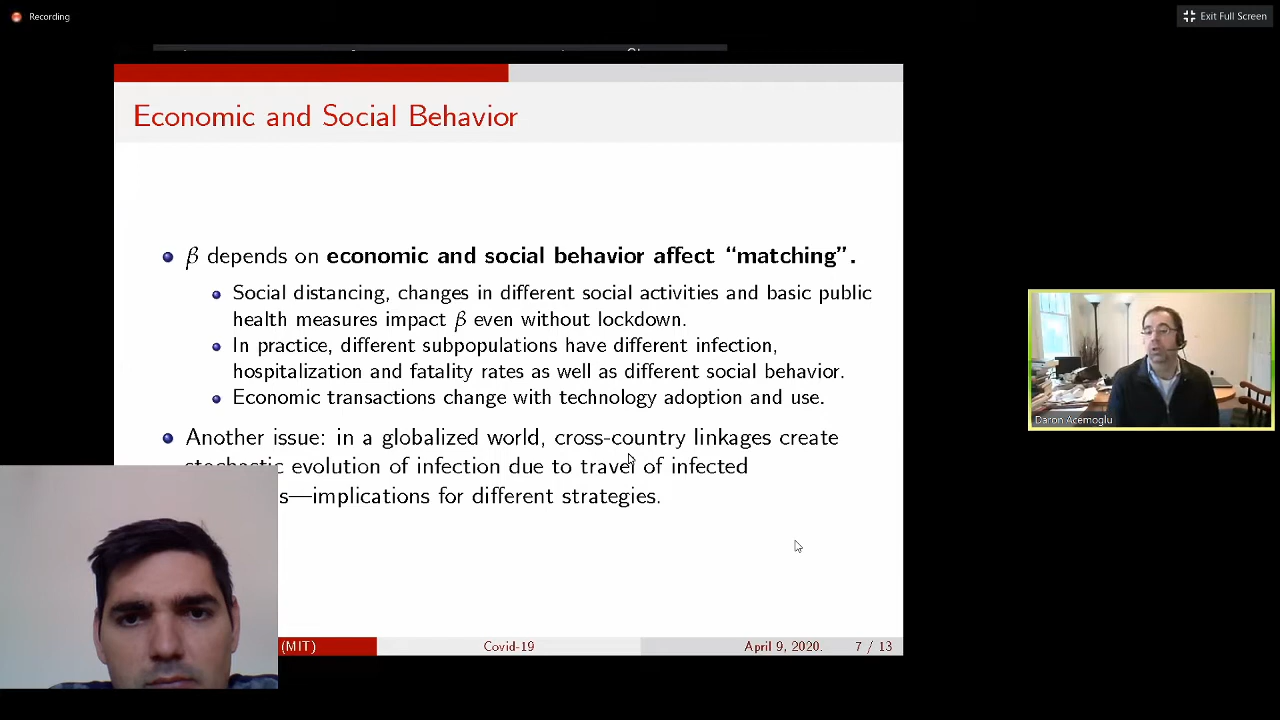 Recording
Exit Full Screen
Economic and Social Behavior
β depends on economic and social behavior affect “matching”.
Social distancing, changes in different social activities and basic public
health measures impact β even without lockdown.
In practice, different subpopulations have different infection,
hospitalization and fatality rates as well as different social behavior.
Economic transactions change with technology adoption and use.
Another issue: in a globalized world, cross-country linkages create
stochastic evolution of infection due to travel of infected
s—implications for different strategies.
Daron Acemoglu
(MIT)
Covid-19
April 9, 2020.
7 / 13